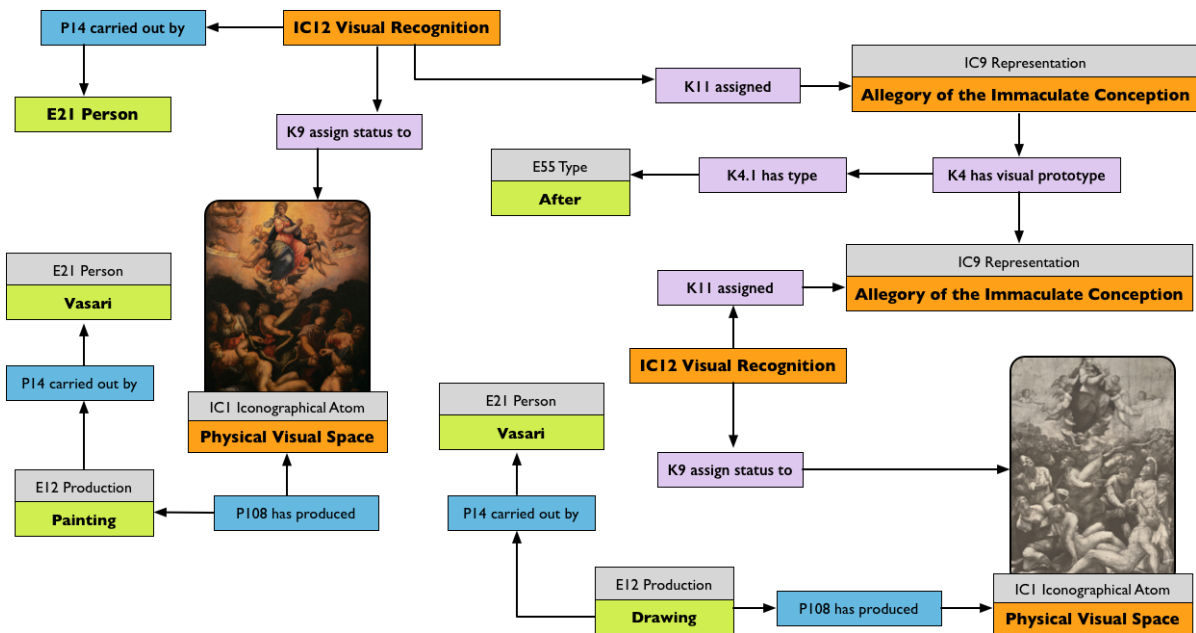 P14 carried out by
IC12 Visual Recognition
IC9 Representation
Allegory of the Immaculate Conception
K11 assigned
E21 Person
K9 assign status to
E55 Type
After
K4.1 has type
K4 has visual prototype
E21 Person
Vasari
IC9 Representation
Allegory of the Immaculate Conception
K11 assigned
P14 carried out by
IC12 Visual Recognition
IC1 Iconographical Atom
Physical Visual Space
E21 Person
Vasari
K9 assign status to
E12 Production
Painting
P108 has produced
P14 carried out by
E12 Production
Drawing
P108 has produced
IC1 Iconographical Atom
Physical Visual Space